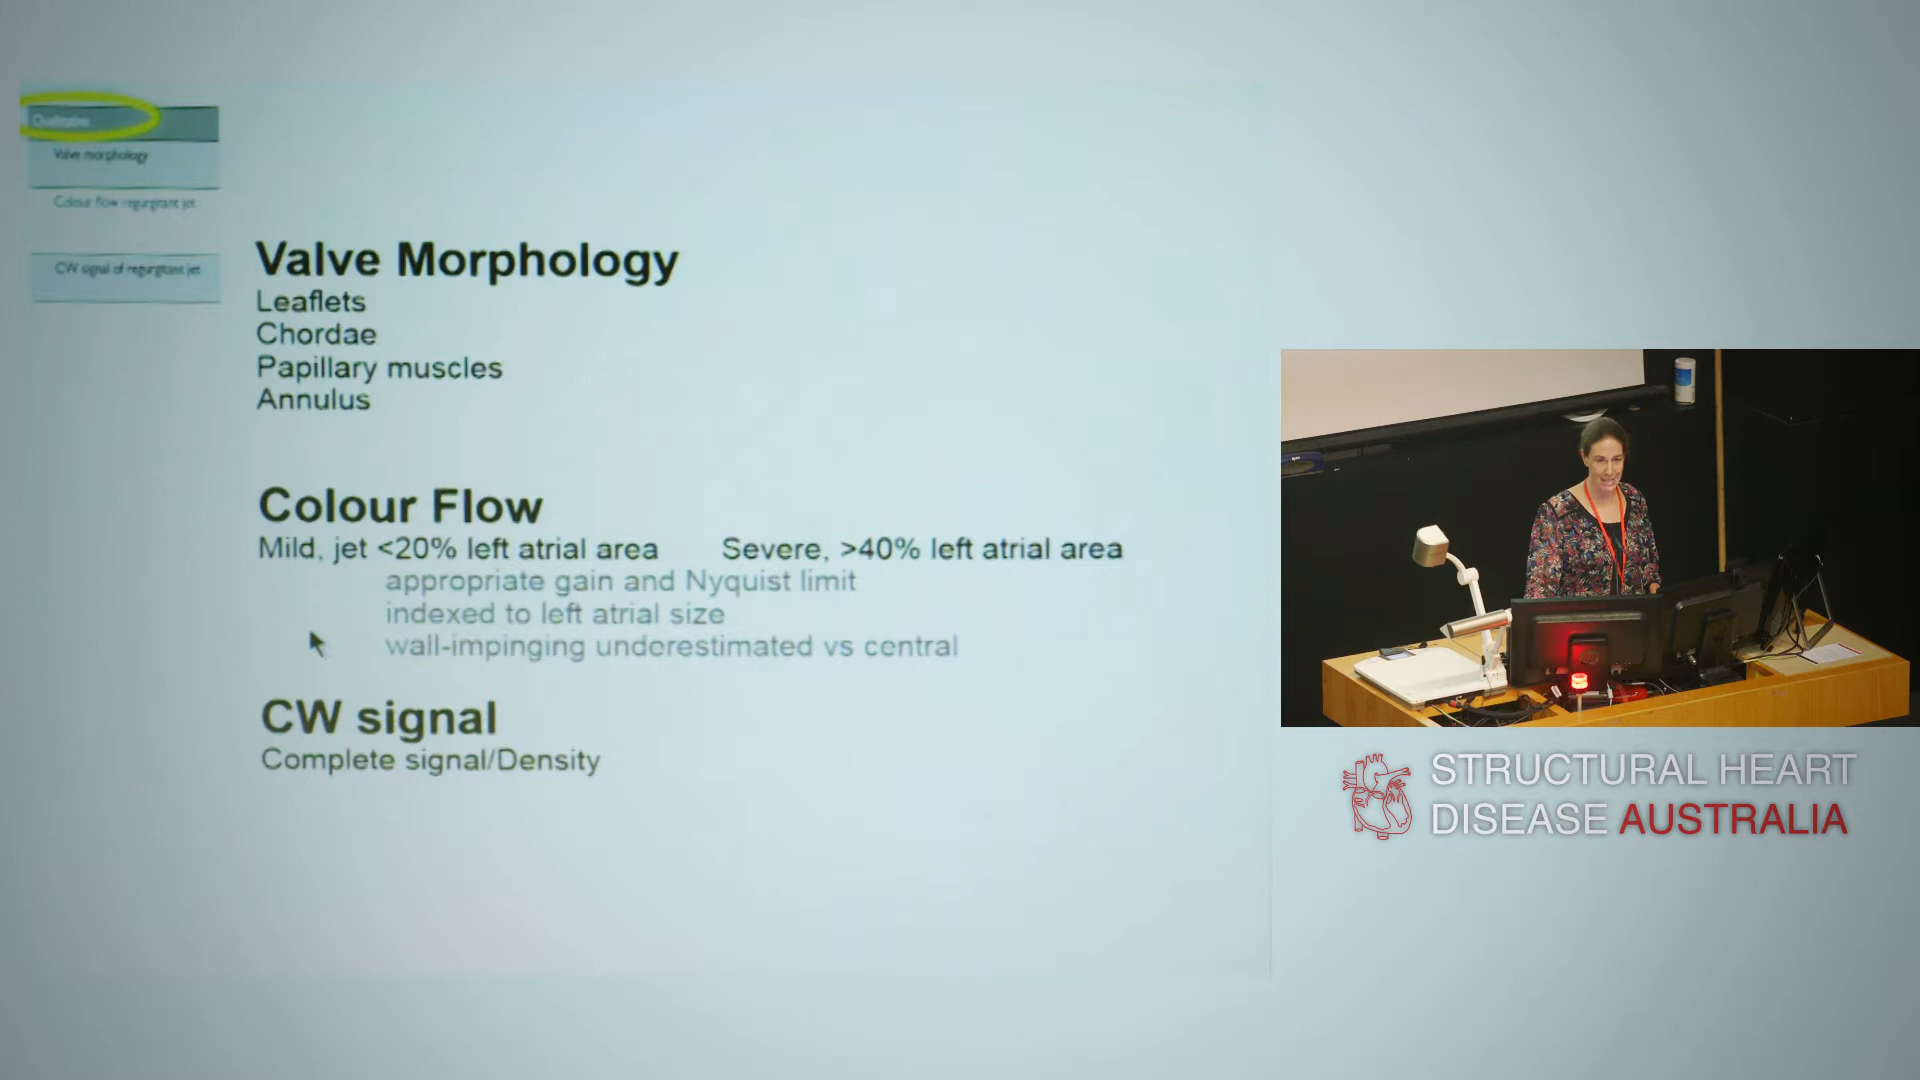 Qualitative
Valve morphology
Colour flow regurgitant jet
CW signal of regurgitant jet
Valve Morphology
Leaflets
Chordae
Papillary muscles
Annulus
Colour Flow
Mild, jet <20% left atrial area Severe, >40% left atrial area
appropriate gain and Nyquist limit
indexed to left atrial size
wall-impinging underestimated vs central
CW signal
Complete signal/Density
STRUCTURAL HEART
DISEASE AUSTRALIA